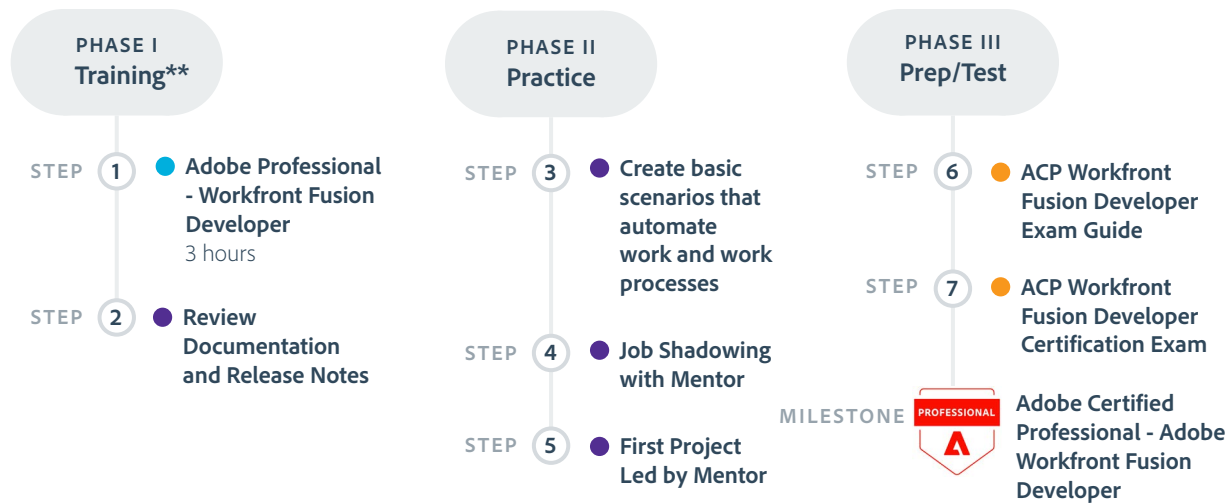 PHASE I
Training**
STEP 1 Adobe Professional
- Workfront Fusion
Developer
3 hours
STEP 2 Review
Documentation
and Release Notes
PHASE II
Practice
STEP 3 Create basic
scenarios that
automate
work and work
processes
STEP 4 Job Shadowing
with Mentor
STEP 5 First Project
Led by Mentor
PHASE III
Prep/Test
STEP 6 ACP Workfront
Fusion Developer
Exam Guide
STEP 7 ACP Workfront
Fusion Developer
Certification Exam
MILESTONE PROFESSIONAL Adobe Certified
Professional - Adobe
Workfront Fusion
Developer